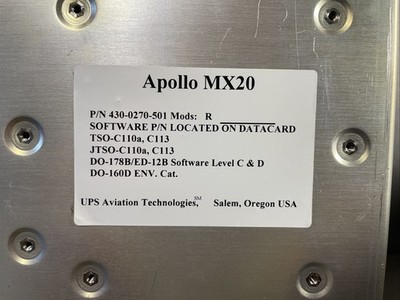 Apollo MX20
P/N 430-0270-501 Mods: R
SOFTWARE P/N LOCATED ON DATACARD
TSO-C110a, C113
JTSO-C110a, C113
DO-178B/ED-12B Software Level C & D
DO-160D ENV. Cat.
UPS Aviation Technologies,℠ Salem, Oregon USA